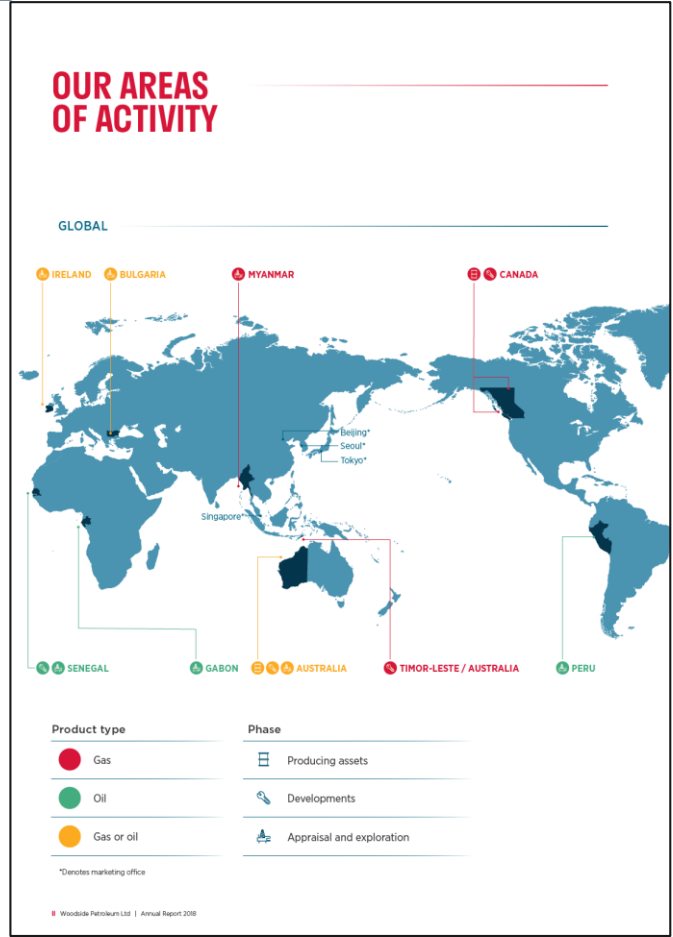 OUR AREAS
OF ACTIVITY
GLOBAL
IRELAND
BULGARIA
MYANMAR
CANADA
Beijing*
Seoul*
Tokyo*
Singapore*
SENEGAL
GABON
AUSTRALIA
TIMOR-LESTE / AUSTRALIA
PERU
Product type
Phase
Gas
Producing assets
Oil
Developments
Gas or oil
Appraisal and exploration
*Denotes marketing office
8 Woodside Petroleum Ltd | Annual Report 2018